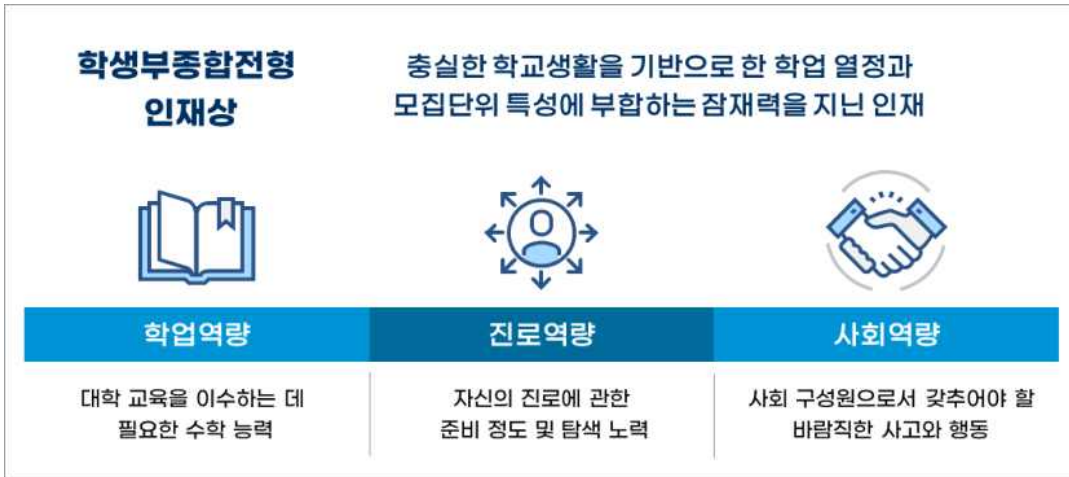 학생부종합전형
인재상
충실한 학교생활을 기반으로 한 학업 열정과
모집단위 특성에 부합하는 잠재력을 지닌 인재
학업역량
진로역량
사회역량
대학 교육을 이수하는 데
필요한 수학 능력
자신의 진로에 관한
준비 정도 및 탐색 노력
사회 구성원으로서 갖추어야 할
바람직한 사고와 행동